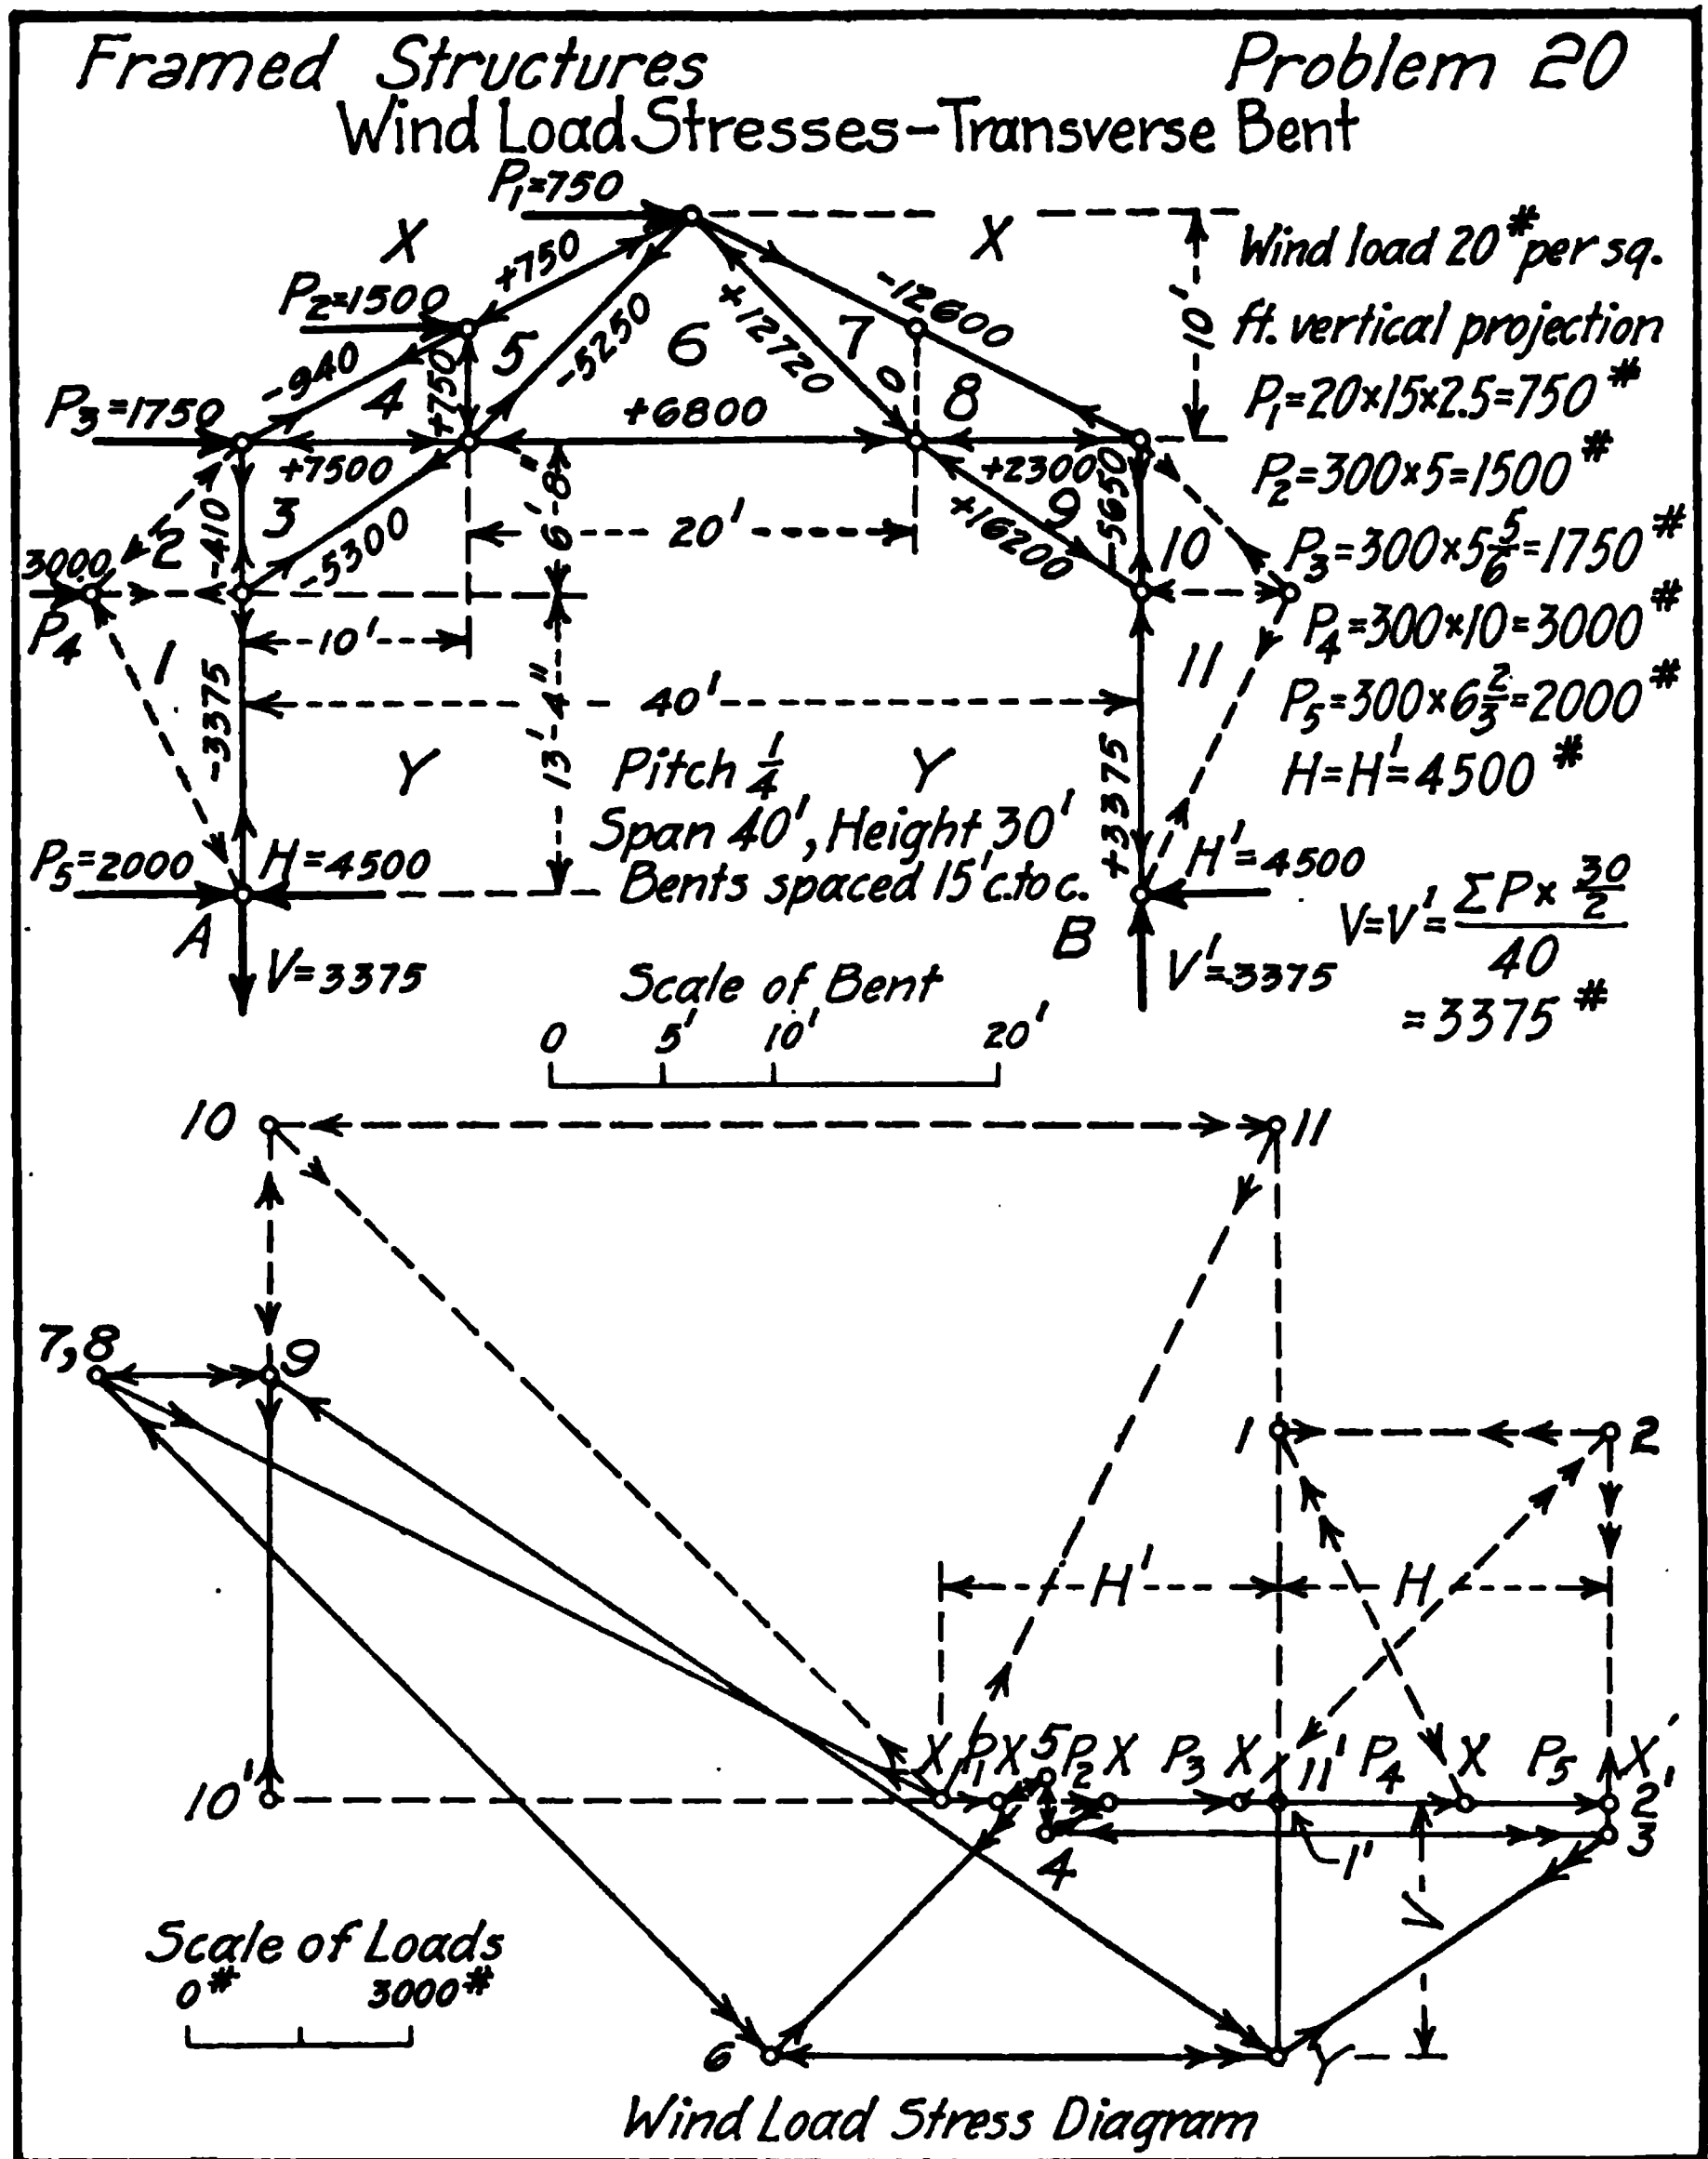 Framed Structures
Problem 20
Wind Load Stresses-Transverse Bent
P₁=750
X
X
+750
P₂=1500
-12600
Wind load 20# per sq.
ft. vertical projection
10'
5
-5250
6
×12720
7
0
8
-940
4
+750
P₃=1750
+6800
P₁=20×15×2.5=750#
+7500
+2300
P₂=300×5=1500#
2
-410
3
-5300
6'-8"
20'
×16200
9
-5650
10
P₃=300×5 5/6=1750#
3000
P₄
10'
P₄=300×10=3000#
1
-3375
40'
11
P₅=300×6 2/3=2000#
Y
13'-4"
Pitch 1/4
Y
+3375
H=H'=4500#
Span 40', Height 30'
P₅=2000
H=4500
Bents spaced 15' c. to c.
H'=4500
A
V=3375
B
V'=3375
V=V'=ΣP× 30/2 / 40
=3375#
Scale of Bent
0 5' 10' 20'
10
11
7,8
9
1
2
H'
H
10'
X P₁ X 5 P₂ X P₃ X 11' P₄ X P₅ X
2'
3
4
1'
V
Scale of Loads
0# 3000#
6
Y
Wind Load Stress Diagram